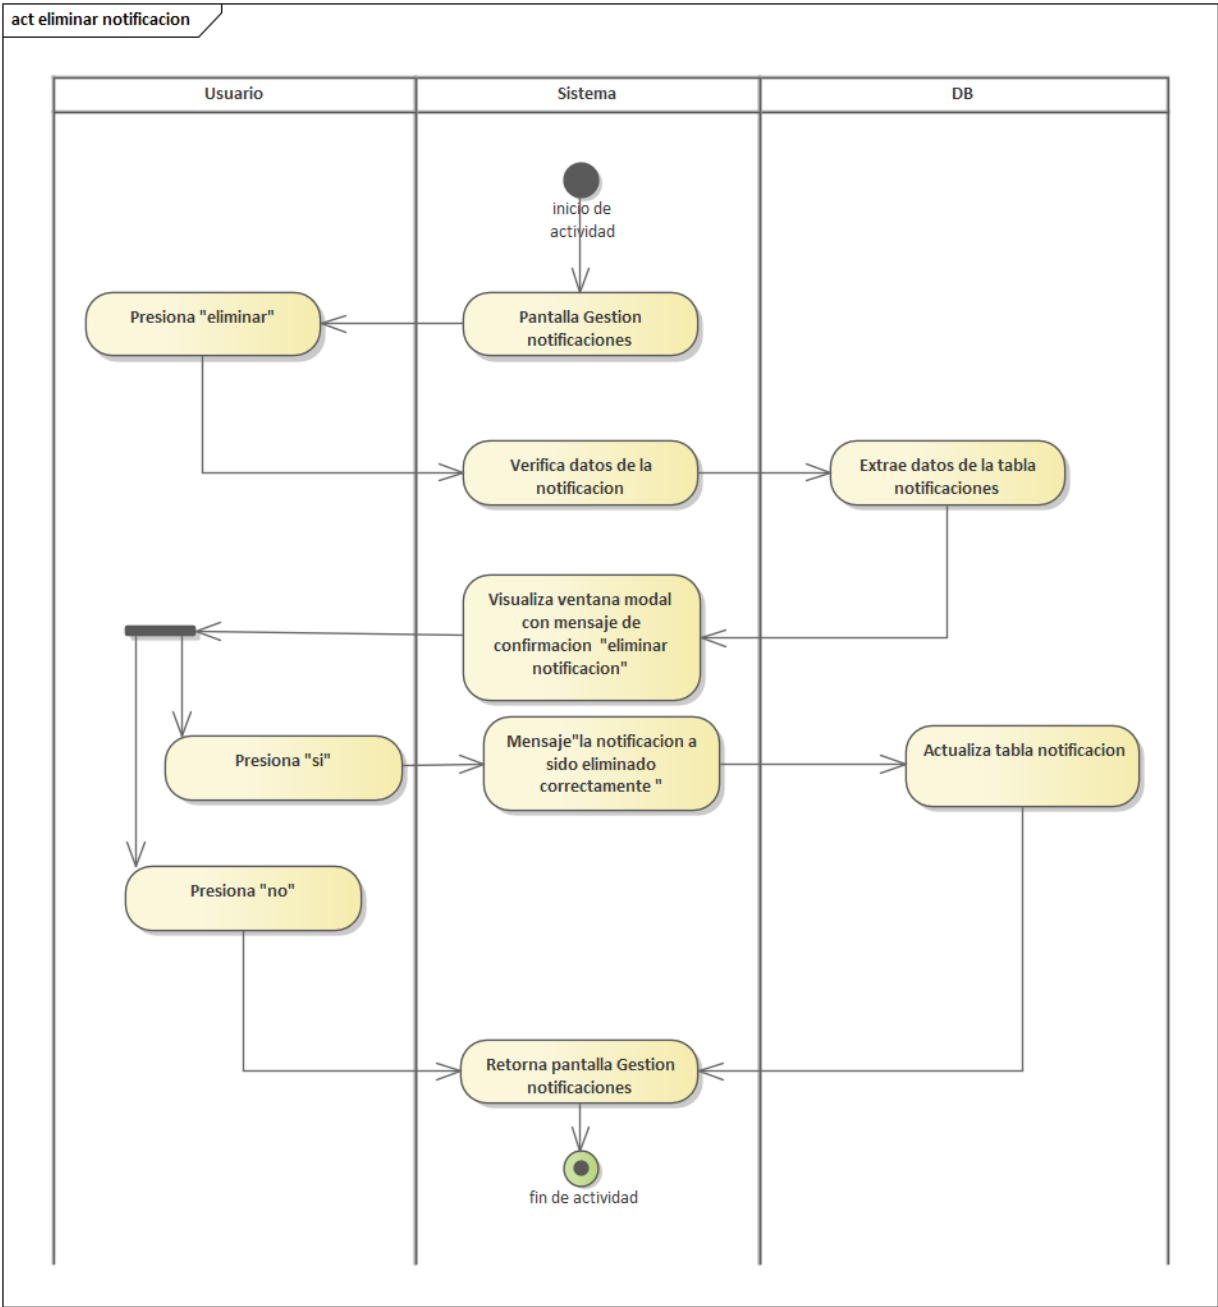 act eliminar notificacion
Usuario
Sistema
DB
inicio de
actividad
Presiona "eliminar"
Pantalla Gestion
notificaciones
Verifica datos de la
notificacion
Extrae datos de la tabla
notificaciones
Visualiza ventana modal
con mensaje de
confirmacion "eliminar
notificacion"
Presiona "si"
Mensaje"la notificacion a
sido eliminado
correctamente "
Actualiza tabla notificacion
Presiona "no"
Retorna pantalla Gestion
notificaciones
fin de actividad